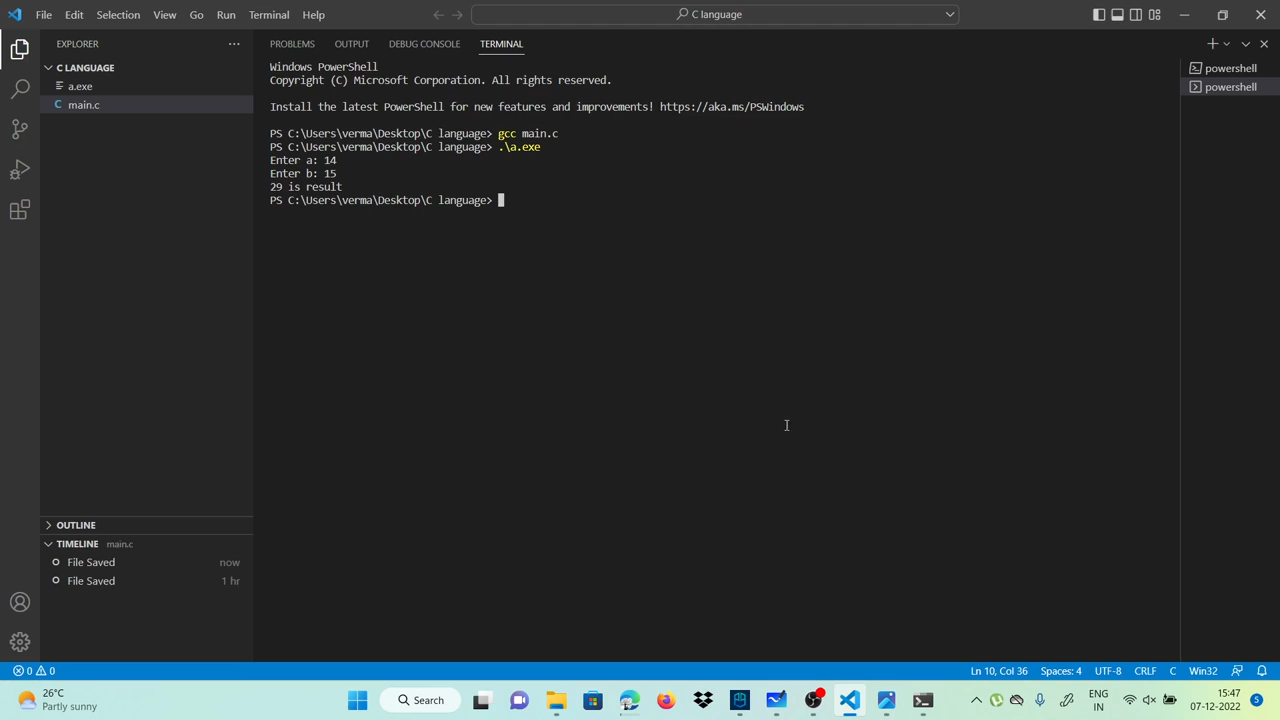 File Edit Selection View Go Run Terminal Help
C language
EXPLORER
C LANGUAGE
a.exe
C main.c
OUTLINE
TIMELINE main.c
File Saved now
File Saved 1 hr
PROBLEMS OUTPUT DEBUG CONSOLE TERMINAL
Windows PowerShell
Copyright (C) Microsoft Corporation. All rights reserved.
Install the latest PowerShell for new features and improvements! https://aka.ms/PSWindows
PS C:\Users\verma\Desktop\C language> gcc main.c
PS C:\Users\verma\Desktop\C language> .\a.exe
Enter a: 14
Enter b: 15
29 is result
PS C:\Users\verma\Desktop\C language>
powershell
powershell
0 0
Ln 10, Col 36 Spaces: 4 UTF-8 CRLF C Win32
26°C
Partly sunny
Search
ENG
IN
15:47
07-12-2022
5